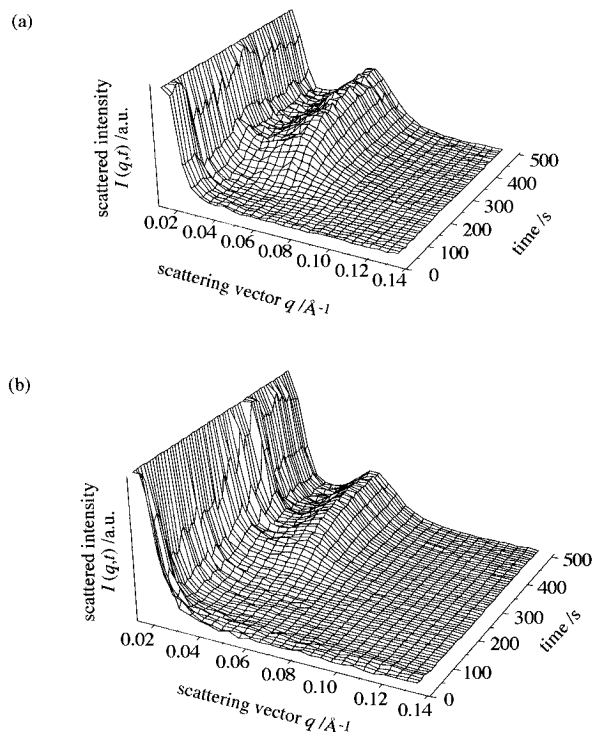 (a)
scattered intensity
I (q,t) /a.u.
0.02
0.04
0.06
0.08
0.10
0.12
0.14
scattering vector q /Å-1
0
100
200
300
400
500
time /s
(b)
scattered intensity
I (q,t) /a.u.
0.02
0.04
0.06
0.08
0.10
0.12
0.14
scattering vector q /Å-1
0
100
200
300
400
500
time /s